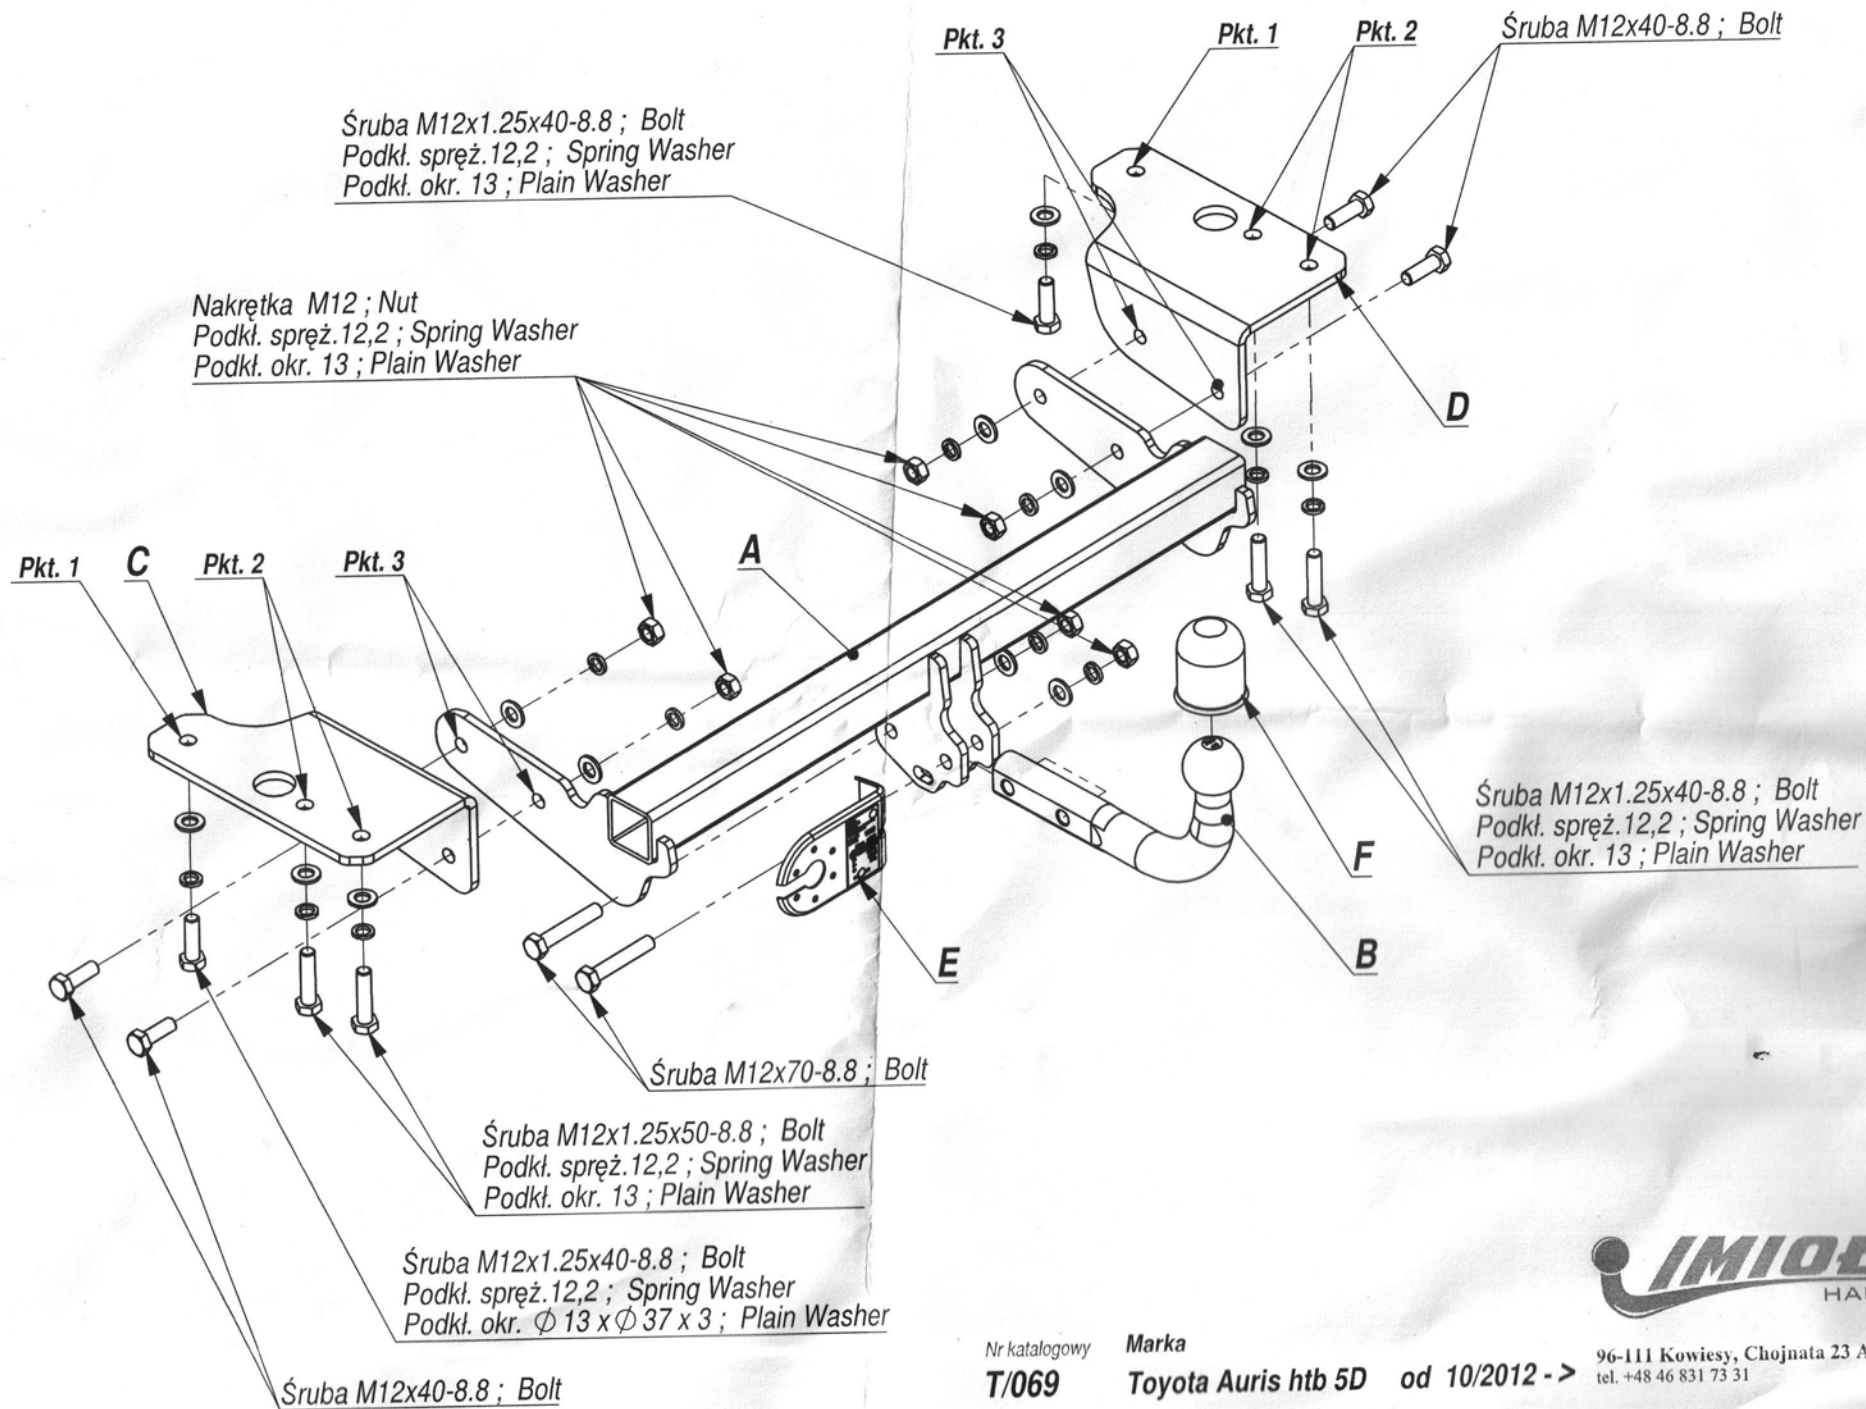 Pkt. 3
Pkt. 1
Pkt. 2
Śruba M12x40-8.8 ; Bolt
Śruba M12x1.25x40-8.8 ; Bolt
Podkł. spręż.12,2 ; Spring Washer
Podkł. okr. 13 ; Plain Washer
Nakrętka M12 ; Nut
Podkł. spręż.12,2 ; Spring Washer
Podkł. okr. 13 ; Plain Washer
D
Pkt. 1
C
Pkt. 2
Pkt. 3
A
Śruba M12x1.25x40-8.8 ; Bolt
Podkł. spręż.12,2 ; Spring Washer
Podkł. okr. 13 ; Plain Washer
F
B
E
Śruba M12x70-8.8 ; Bolt
Śruba M12x1.25x50-8.8 ; Bolt
Podkł. spręż.12,2 ; Spring Washer
Podkł. okr. 13 ; Plain Washer
Śruba M12x1.25x40-8.8 ; Bolt
Podkł. spręż.12,2 ; Spring Washer
Podkł. okr. ∅ 13 x ∅ 37 x 3 ; Plain Washer
Śruba M12x40-8.8 ; Bolt
Nr katalogowy
T/069
Marka
Toyota Auris htb 5D od 10/2012 - >
IMIOŁ
HA
96-111 Kowiesy, Chojnata 23 A
tel. +48 46 831 73 31